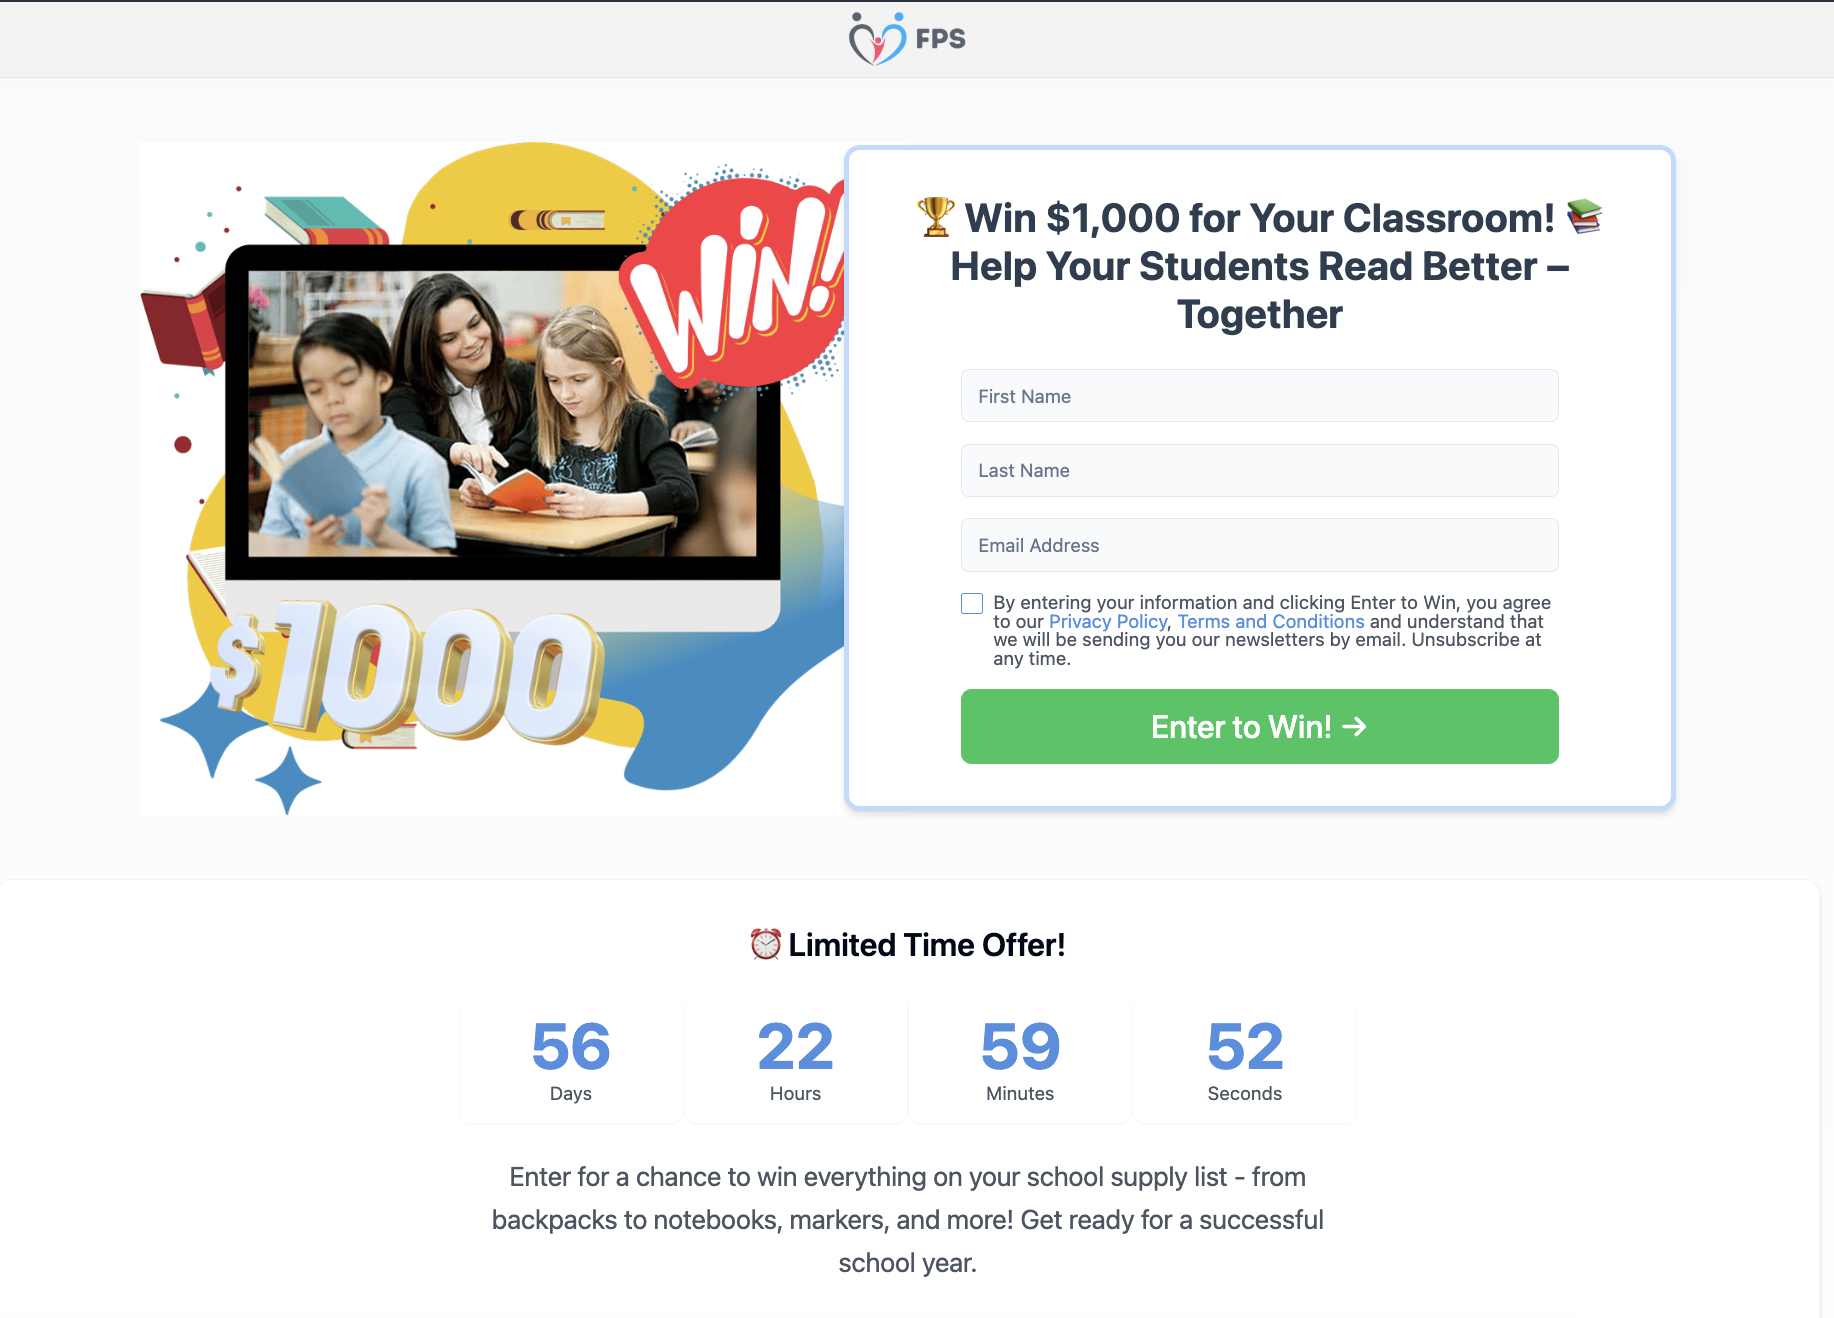 FPS
WIN!
$1000
🏆 Win $1,000 for Your Classroom! 📚
Help Your Students Read Better –
Together
First Name
Last Name
Email Address
By entering your information and clicking Enter to Win, you agree
to our Privacy Policy, Terms and Conditions and understand that
we will be sending you our newsletters by email. Unsubscribe at
any time.
Enter to Win! →
⏰ Limited Time Offer!
56 22 59 52
Days Hours Minutes Seconds
Enter for a chance to win everything on your school supply list - from
backpacks to notebooks, markers, and more! Get ready for a successful
school year.